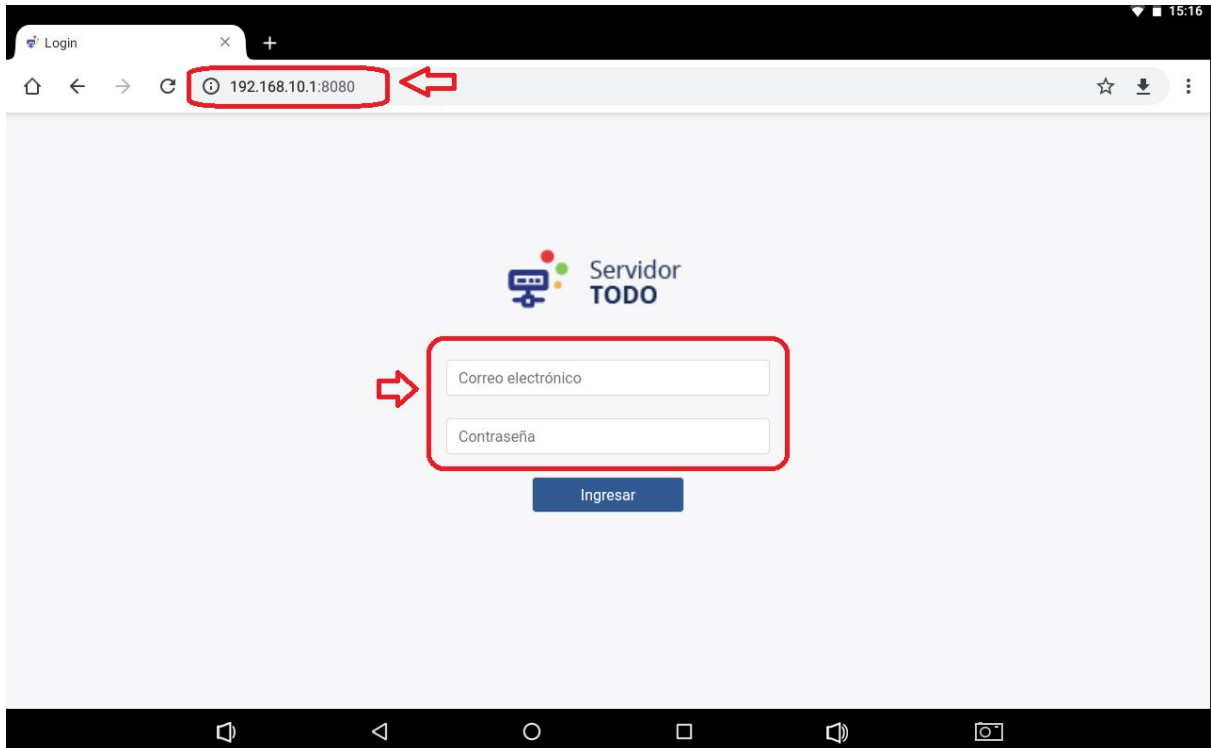 15:16
Login
192.168.10.1:8080
Servidor
TODO
Correo electrónico
Contraseña
Ingresar